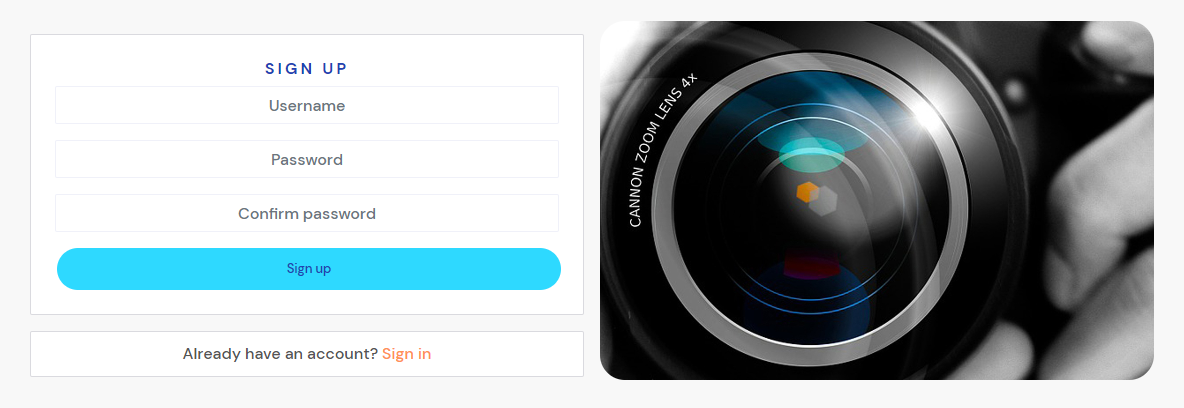 SIGN UP
Username
Password
Confirm password
Sign up
Already have an account? Sign in
CANNON ZOOM LENS 4x